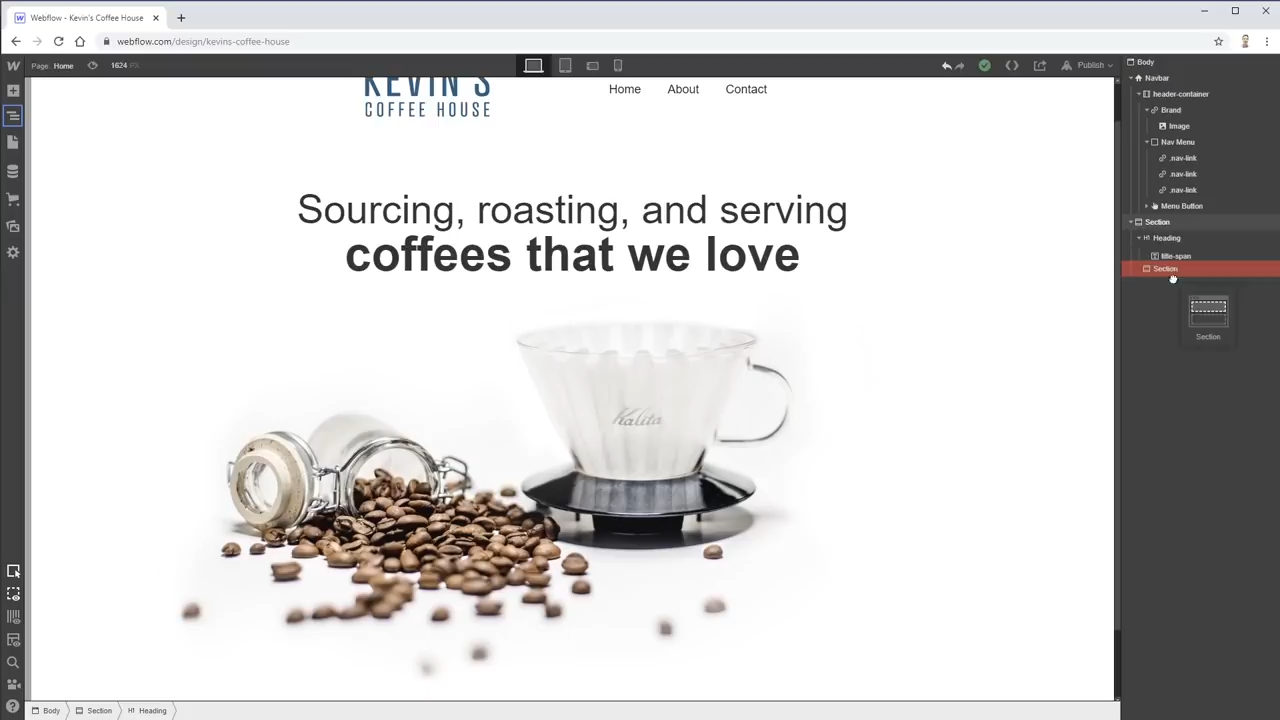 Webflow - Kevin's Coffee House
webflow.com/design/kevins-coffee-house
Page: Home
1624 PX
Publish
KEVIN'S
COFFEE HOUSE
Home About Contact
Sourcing, roasting, and serving
coffees that we love
Kalita
Body
Navbar
header-container
Brand
Image
Nav Menu
.nav-link
.nav-link
.nav-link
Menu Button
Section
H1 Heading
title-span
Section
Section
Body Section H1 Heading